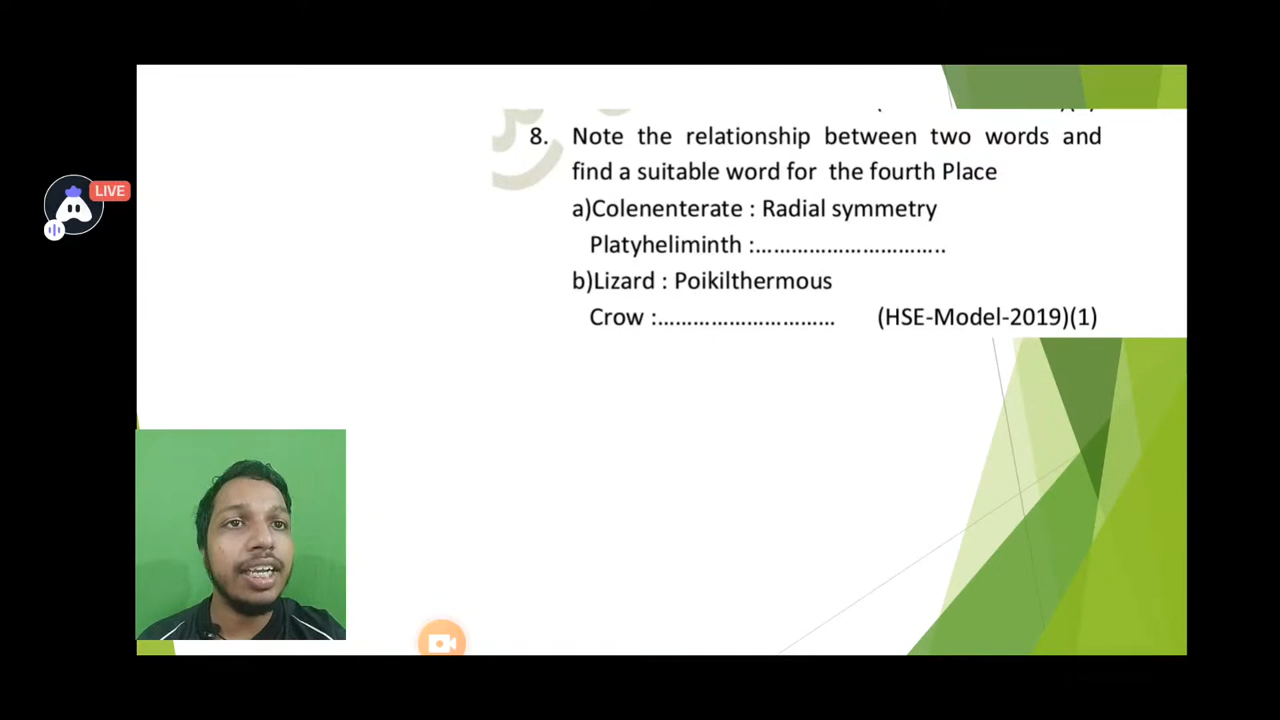 LIVE
8. Note the relationship between two words and
find a suitable word for the fourth Place
a)Colenenterate : Radial symmetry
Platyheliminth :…………………………..
b)Lizard : Poikilthermous
Crow :………………………… (HSE-Model-2019)(1)